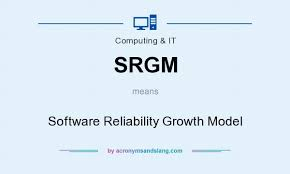 Computing & IT
SRGM
means
Software Reliability Growth Model
by acronymsandslang.com